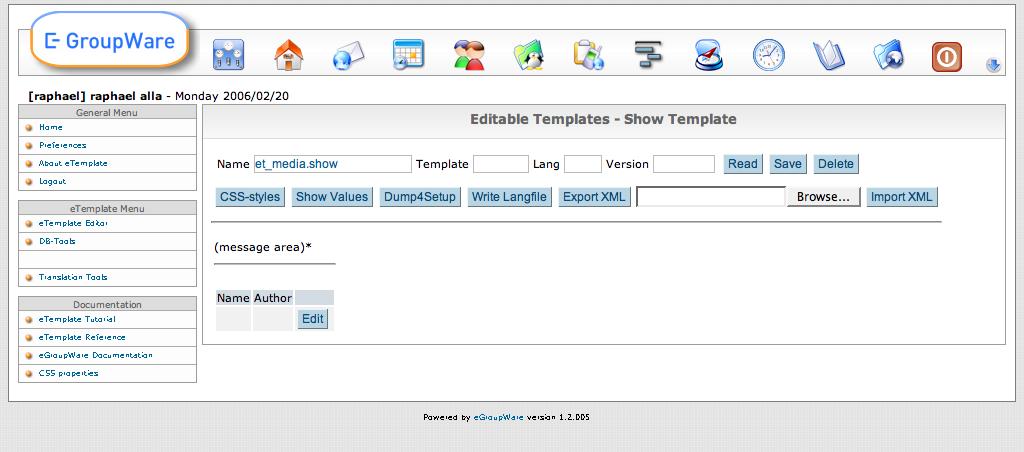 E- GroupWare
[raphael] raphael alla - Monday 2006/02/20
General Menu
Home
Preferences
About eTemplate
Logout
eTemplate Menu
eTemplate Editor
DB-Tools
Translation Tools
Documentation
eTemplate Tutorial
eTemplate Reference
eGroupWare Documentation
CSS properties
Editable Templates - Show Template
Name et_media.show Template Lang Version Read Save Delete
CSS-styles Show Values Dump4Setup Write Langfile Export XML Browse... Import XML
(message area)*
Name Author
Edit
Powered by eGroupWare version 1.2.005